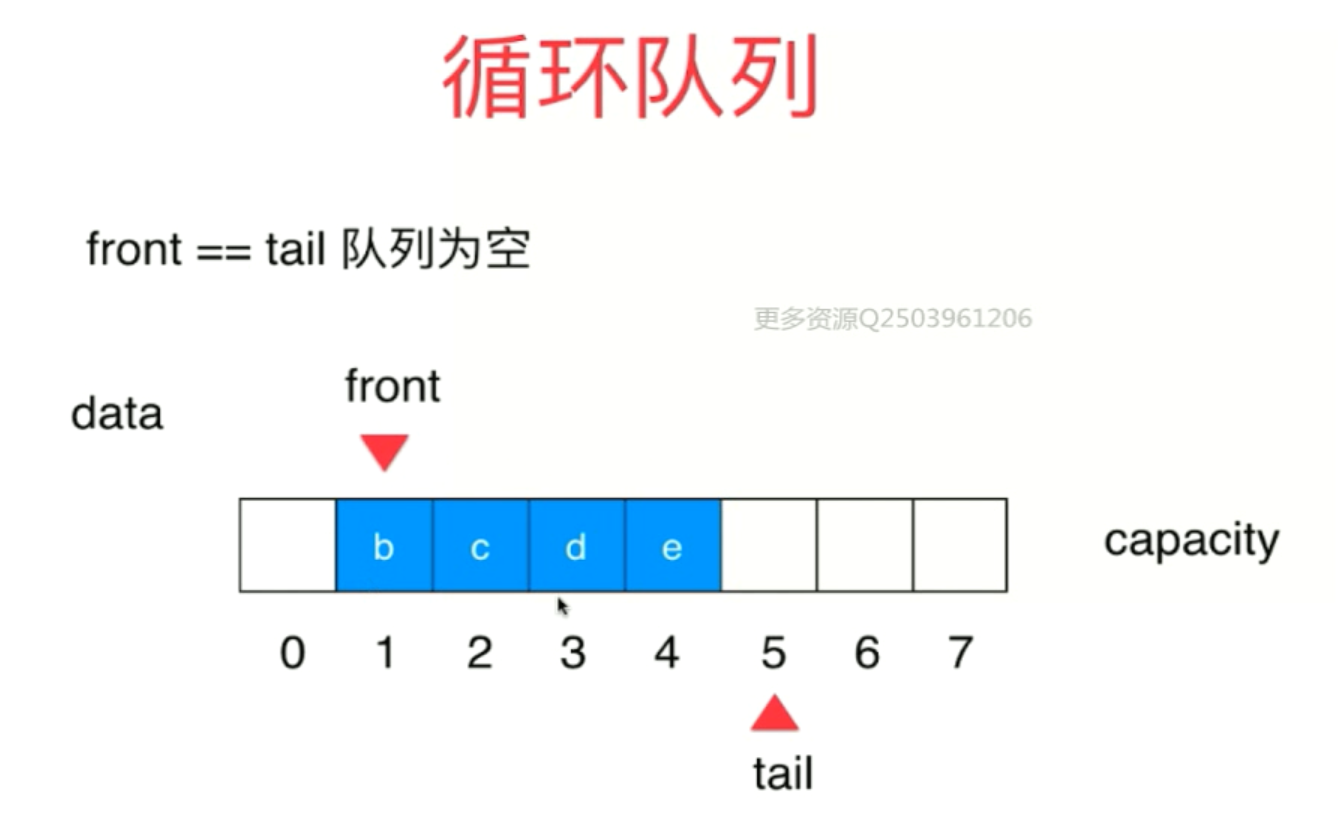 循环队列
front == tail 队列为空
更多资源Q2503961206
front
data
b c d e
capacity
0 1 2 3 4 5 6 7
tail